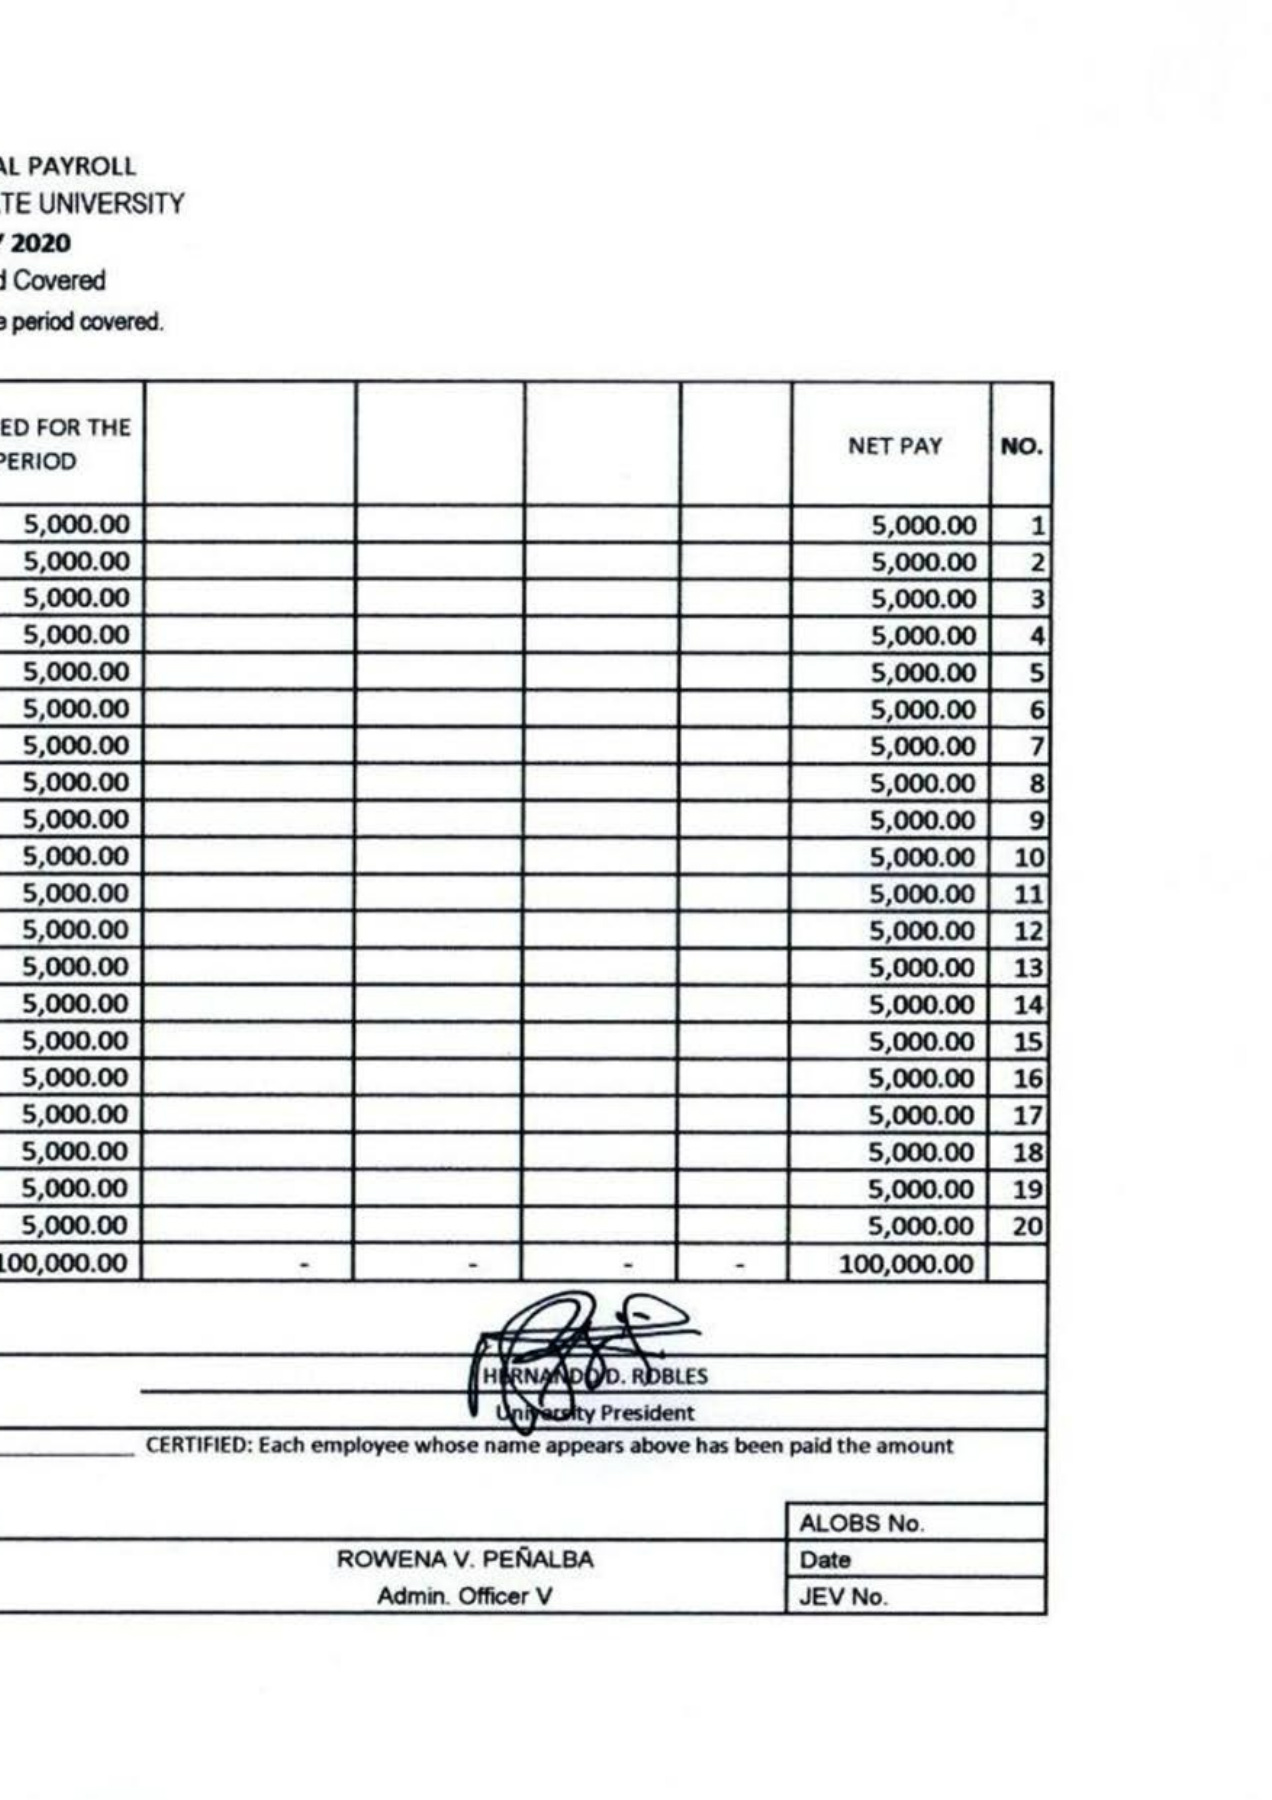 AL PAYROLL
TE UNIVERSITY
Y 2020
d Covered
e period covered.
ED FOR THE
PERIOD
NET PAY NO.
5,000.00 5,000.00 1
5,000.00 5,000.00 2
5,000.00 5,000.00 3
5,000.00 5,000.00 4
5,000.00 5,000.00 5
5,000.00 5,000.00 6
5,000.00 5,000.00 7
5,000.00 5,000.00 8
5,000.00 5,000.00 9
5,000.00 5,000.00 10
5,000.00 5,000.00 11
5,000.00 5,000.00 12
5,000.00 5,000.00 13
5,000.00 5,000.00 14
5,000.00 5,000.00 15
5,000.00 5,000.00 16
5,000.00 5,000.00 17
5,000.00 5,000.00 18
5,000.00 5,000.00 19
5,000.00 5,000.00 20
100,000.00 - - - - 100,000.00
HERNANDO D. ROBLES
University President
CERTIFIED: Each employee whose name appears above has been paid the amount
ALOBS No.
ROWENA V. PEÑALBA Date
Admin. Officer V JEV No.